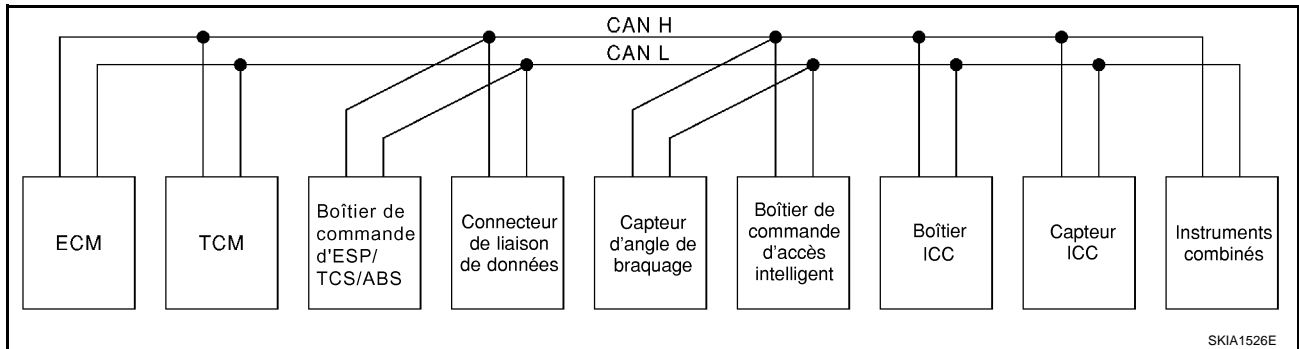 CAN H
CAN L
ECM
TCM
Boîtier de
commande
d'ESP/
TCS/ABS
Connecteur
de liaison
de données
Capteur
d'angle de
braquage
Boîtier de
commande
d'accès
intelligent
Boîtier
ICC
Capteur
ICC
Instruments
combinés
SKIA1526E